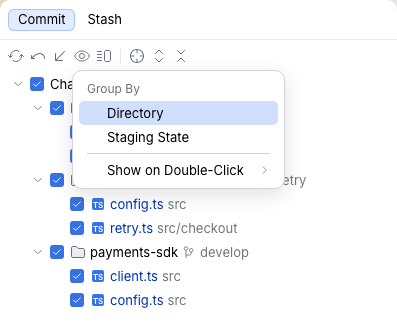 Commit Stash
Cha
Group By
Directory
Staging State
Show on Double-Click
etry
TS config.ts src
TS retry.ts src/checkout
payments-sdk develop
TS client.ts src
TS config.ts src